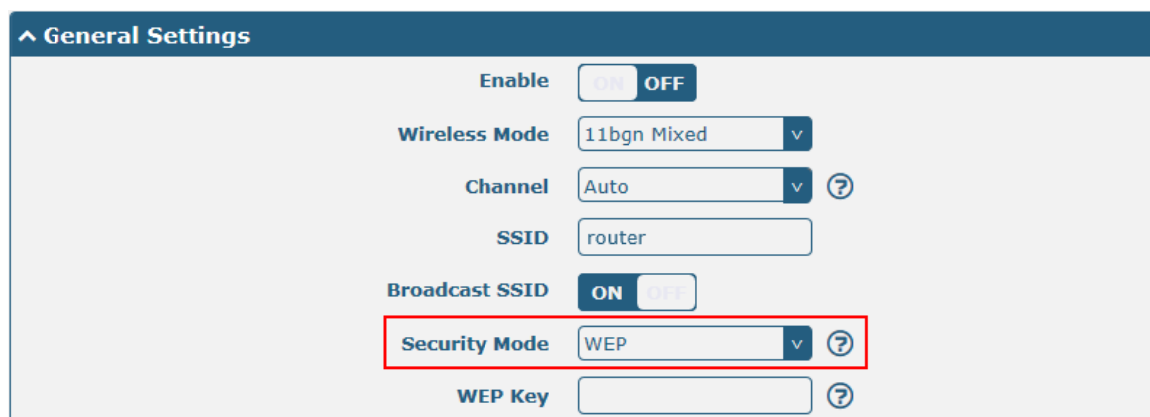 General Settings
Enable ON OFF
Wireless Mode 11bgn Mixed v
Channel Auto v ?
SSID router
Broadcast SSID ON OFF
Security Mode WEP v ?
WEP Key ?